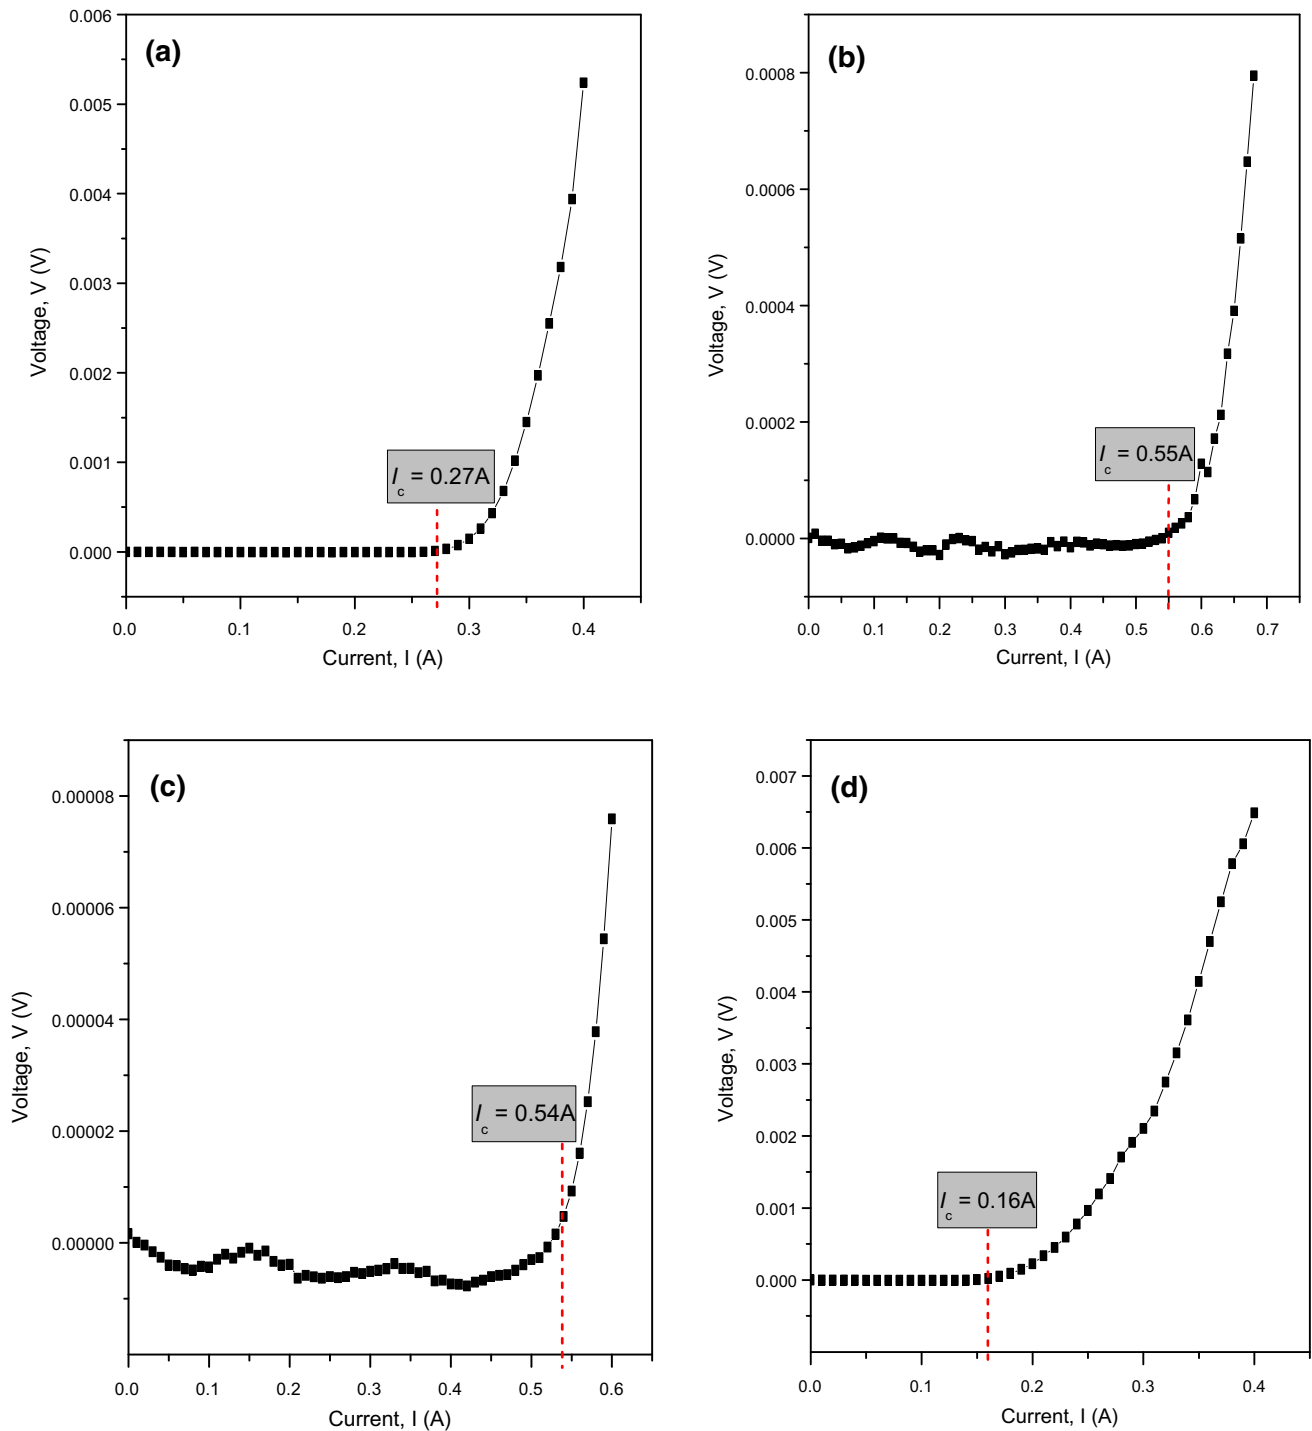 (a)
0.006
0.005
0.004
0.003
0.002
0.001
0.000
Voltage, V (V)
I c = 0.27A
0.0 0.1 0.2 0.3 0.4
Current, I (A)
(b)
0.0008
0.0006
0.0004
0.0002
0.0000
Voltage, V (V)
I c = 0.55A
0.0 0.1 0.2 0.3 0.4 0.5 0.6 0.7
Current, I (A)
(c)
0.00008
0.00006
0.00004
0.00002
0.00000
Voltage, V (V)
I c = 0.54A
0.0 0.1 0.2 0.3 0.4 0.5 0.6
Current, I (A)
(d)
0.007
0.006
0.005
0.004
0.003
0.002
0.001
0.000
Voltage, V (V)
I c = 0.16A
0.0 0.1 0.2 0.3 0.4
Current, I (A)